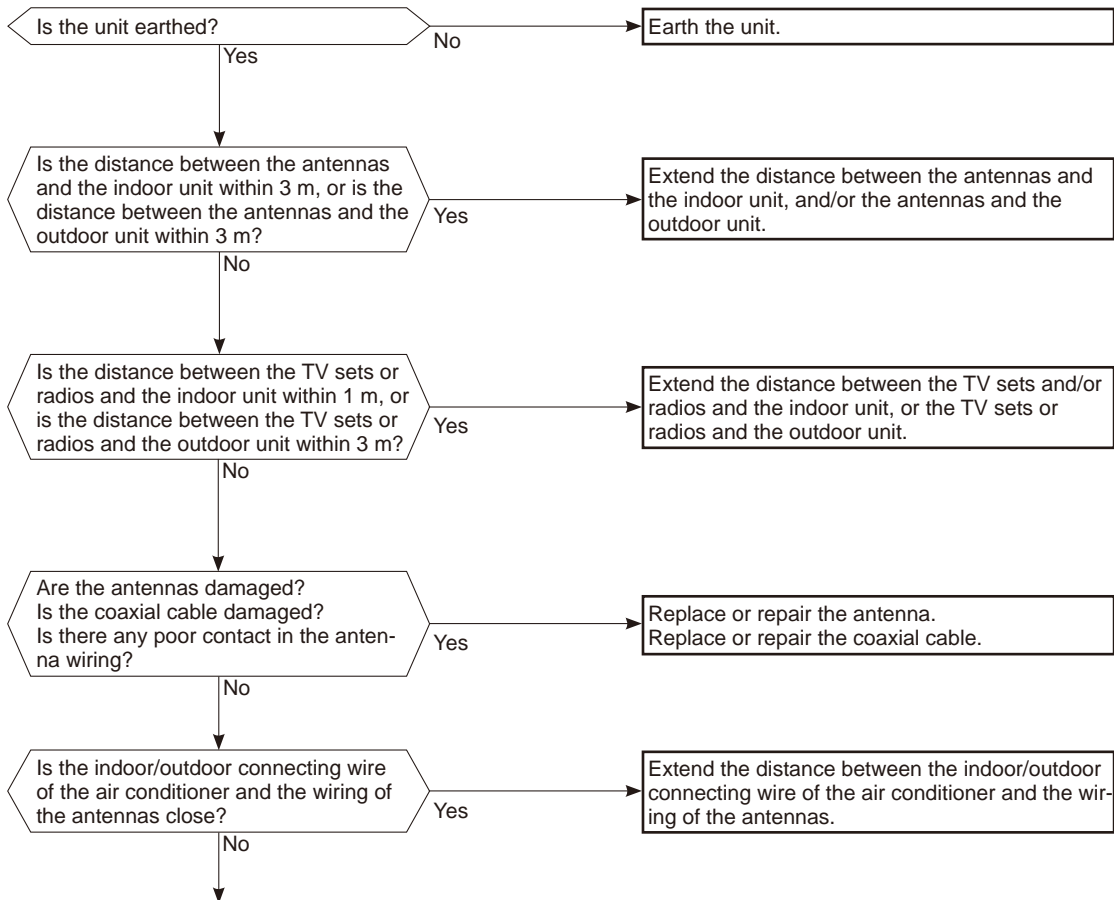 Is the unit earthed?
No
Earth the unit.
Yes
Is the distance between the antennas
and the indoor unit within 3 m, or is the
distance between the antennas and the
outdoor unit within 3 m?
Yes
Extend the distance between the antennas and
the indoor unit, and/or the antennas and the
outdoor unit.
No
Is the distance between the TV sets or
radios and the indoor unit within 1 m, or
is the distance between the TV sets or
radios and the outdoor unit within 3 m?
Yes
Extend the distance between the TV sets and/or
radios and the indoor unit, or the TV sets or
radios and the outdoor unit.
No
Are the antennas damaged?
Is the coaxial cable damaged?
Is there any poor contact in the anten-
na wiring?
Yes
Replace or repair the antenna.
Replace or repair the coaxial cable.
No
Is the indoor/outdoor connecting wire
of the air conditioner and the wiring of
the antennas close?
Yes
Extend the distance between the indoor/outdoor
connecting wire of the air conditioner and the wir-
ing of the antennas.
No